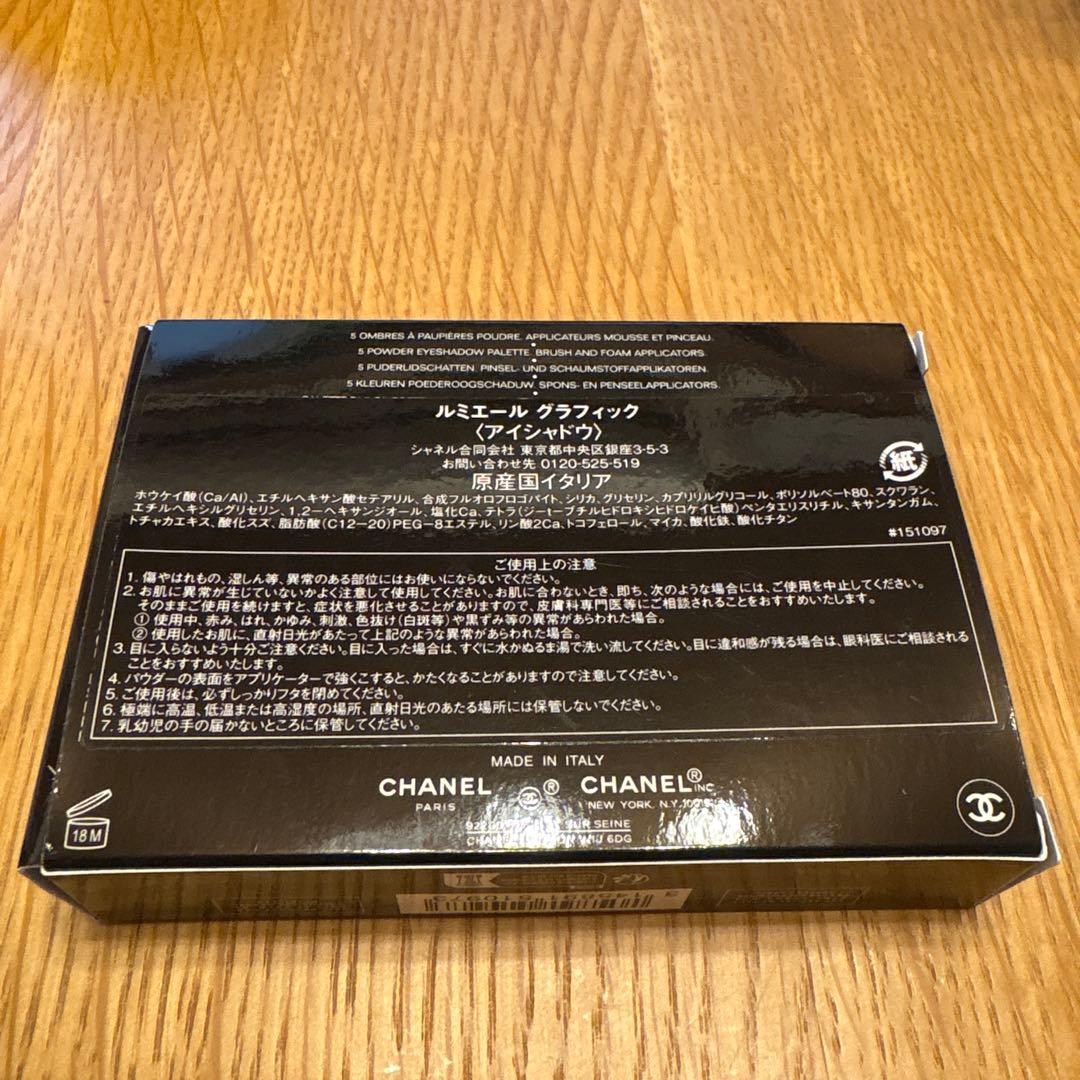 5 OMBRES À PAUPIÈRES POUDRE. APPLICATEURS MOUSSE ET PINCEAU.
5 POWDER EYESHADOW PALETTE. BRUSH AND FOAM APPLICATORS.
5 PUDERLIDSCHATTEN. PINSEL- UND SCHAUMSTOFFAPPLIKATOREN.
5 KLEUREN POEDEROOGSCHADUW. SPONS- EN PENSEELAPPLICATORS.
ルミエール グラフィック
〈アイシャドウ〉
シャネル合同会社 東京都中央区銀座3-5-3
お問い合わせ先 0120-525-519
原産国イタリア
紙
ホウケイ酸(Ca/Al)、エチルヘキサン酸セテアリル、合成フルオロフロゴパイト、シリカ、グリセリン、カプリリルグリコール、ポリソルベート80、スクワラン、
エチルヘキシルグリセリン、1,2-ヘキサンジオール、塩化Ca、テトラ(ジ-t-ブチルヒドロキシヒドロケイヒ酸)ペンタエリスリチル、キサンタンガム、
トチャカエキス、酸化スズ、脂肪酸(C12-20)PEG-8エステル、リン酸2Ca、トコフェロール、マイカ、酸化鉄、酸化チタン
#151097
ご使用上の注意
1. 傷やはれもの、湿しん等、異常のある部位にはお使いにならないでください。
2. お肌に異常が生じていないかよく注意して使用してください。お肌に合わないとき、即ち、次のような場合には、ご使用を中止してください。
そのままご使用を続けますと、症状を悪化させることがありますので、皮膚科専門医等にご相談されることをおすすめいたします。
① 使用中、赤み、はれ、かゆみ、刺激、色抜け(白斑等)や黒ずみ等の異常があらわれた場合。
② 使用したお肌に、直射日光があたって上記のような異常があらわれた場合。
3. 目に入らないよう十分ご注意ください。目に入った場合は、すぐに水かぬるま湯で洗い流してください。目に違和感が残る場合は、眼科医にご相談される
ことをおすすめいたします。
4. パウダーの表面をアプリケーターで強くこすると、かたくなることがありますので注意してください。
5. ご使用後は、必ずしっかりフタを閉めてください。
6. 極端に高温、低温または高湿度の場所、直射日光のあたる場所には保管しないでください。
7. 乳幼児の手の届かないところに保管してください。
MADE IN ITALY
CHANEL ® CHANEL® INC.
PARIS NEW YORK, N.Y.
SUR SEINE
W1J 6DG
18 M